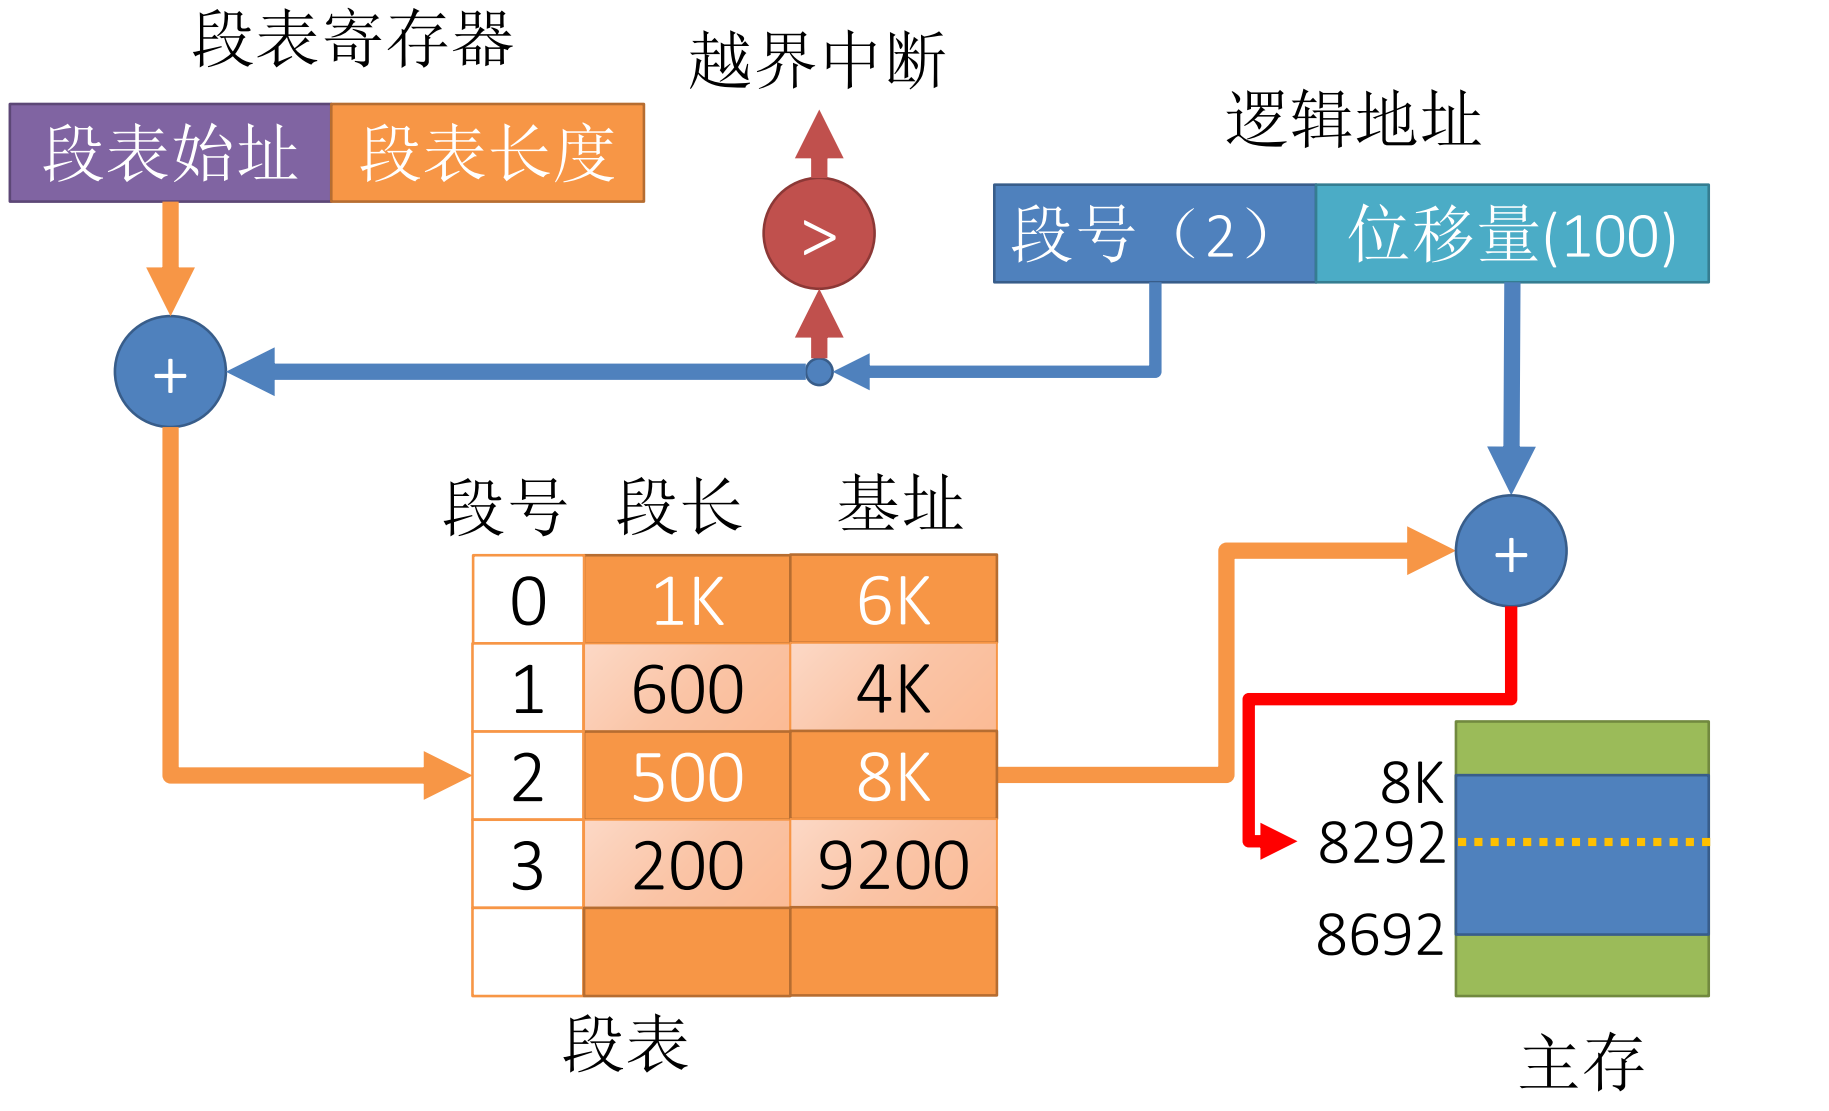 段表寄存器
越界中断
逻辑地址
段表始址 段表长度
段号（2） 位移量(100)
>
+
段号 段长 基址
+
0 1K 6K
1 600 4K
2 500 8K
3 200 9200
8K
8292
8692
段表
主存